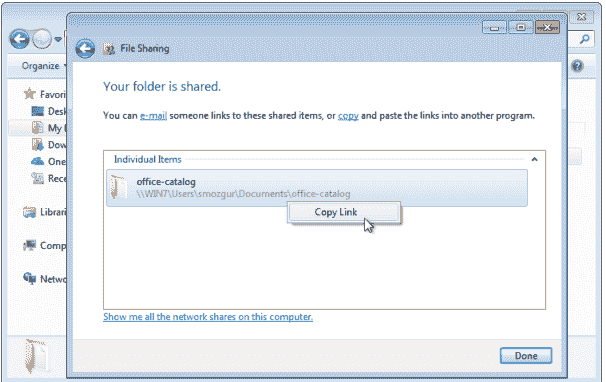 Organize
File Sharing
Your folder is shared.
You can e-mail someone links to these shared items, or copy and paste the links into another program.
Individual Items
office-catalog
\\WIN7\Users\smozgur\Documents\office-catalog
Copy Link
Show me all the network shares on this computer.
Done
Favori
Desk
My D
Dow
One
Rece
Librari
Comp
Netwo